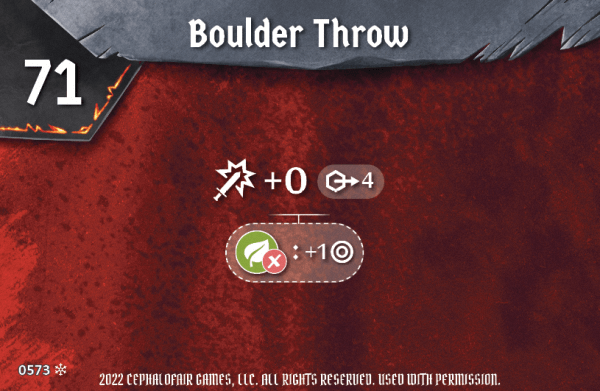 Boulder Throw
71
+0 4
: +1
0573
2022 CEPHALOFAIR GAMES, LLC. ALL RIGHTS RESERVED. USED WITH PERMISSION.